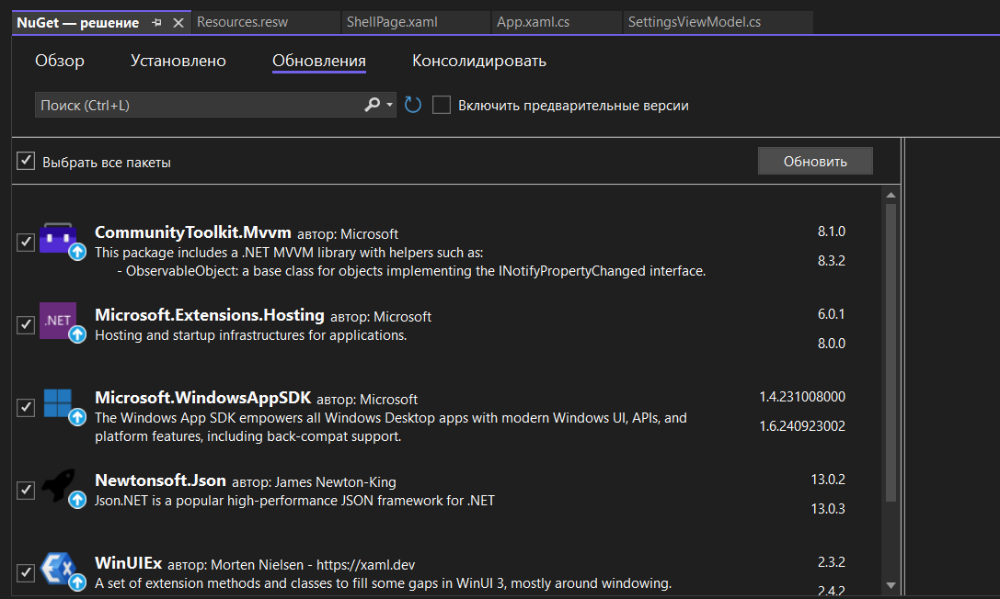 NuGet — решение
Resources.resw
ShellPage.xaml
App.xaml.cs
SettingsViewModel.cs
Обзор
Установлено
Обновления
Консолидировать
Поиск (Ctrl+L)
Включить предварительные версии
Выбрать все пакеты
Обновить
CommunityToolkit.Mvvm автор: Microsoft
8.1.0
This package includes a .NET MVVM library with helpers such as:
8.3.2
- ObservableObject: a base class for objects implementing the INotifyPropertyChanged interface.
.NET
Microsoft.Extensions.Hosting автор: Microsoft
6.0.1
Hosting and startup infrastructures for applications.
8.0.0
Microsoft.WindowsAppSDK автор: Microsoft
1.4.231008000
The Windows App SDK empowers all Windows Desktop apps with modern Windows UI, APIs, and
1.6.240923002
platform features, including back-compat support.
Newtonsoft.Json автор: James Newton-King
13.0.2
Json.NET is a popular high-performance JSON framework for .NET
13.0.3
WinUIEx автор: Morten Nielsen - https://xaml.dev
2.3.2
A set of extension methods and classes to fill some gaps in WinUI 3, mostly around windowing.
2.4.2